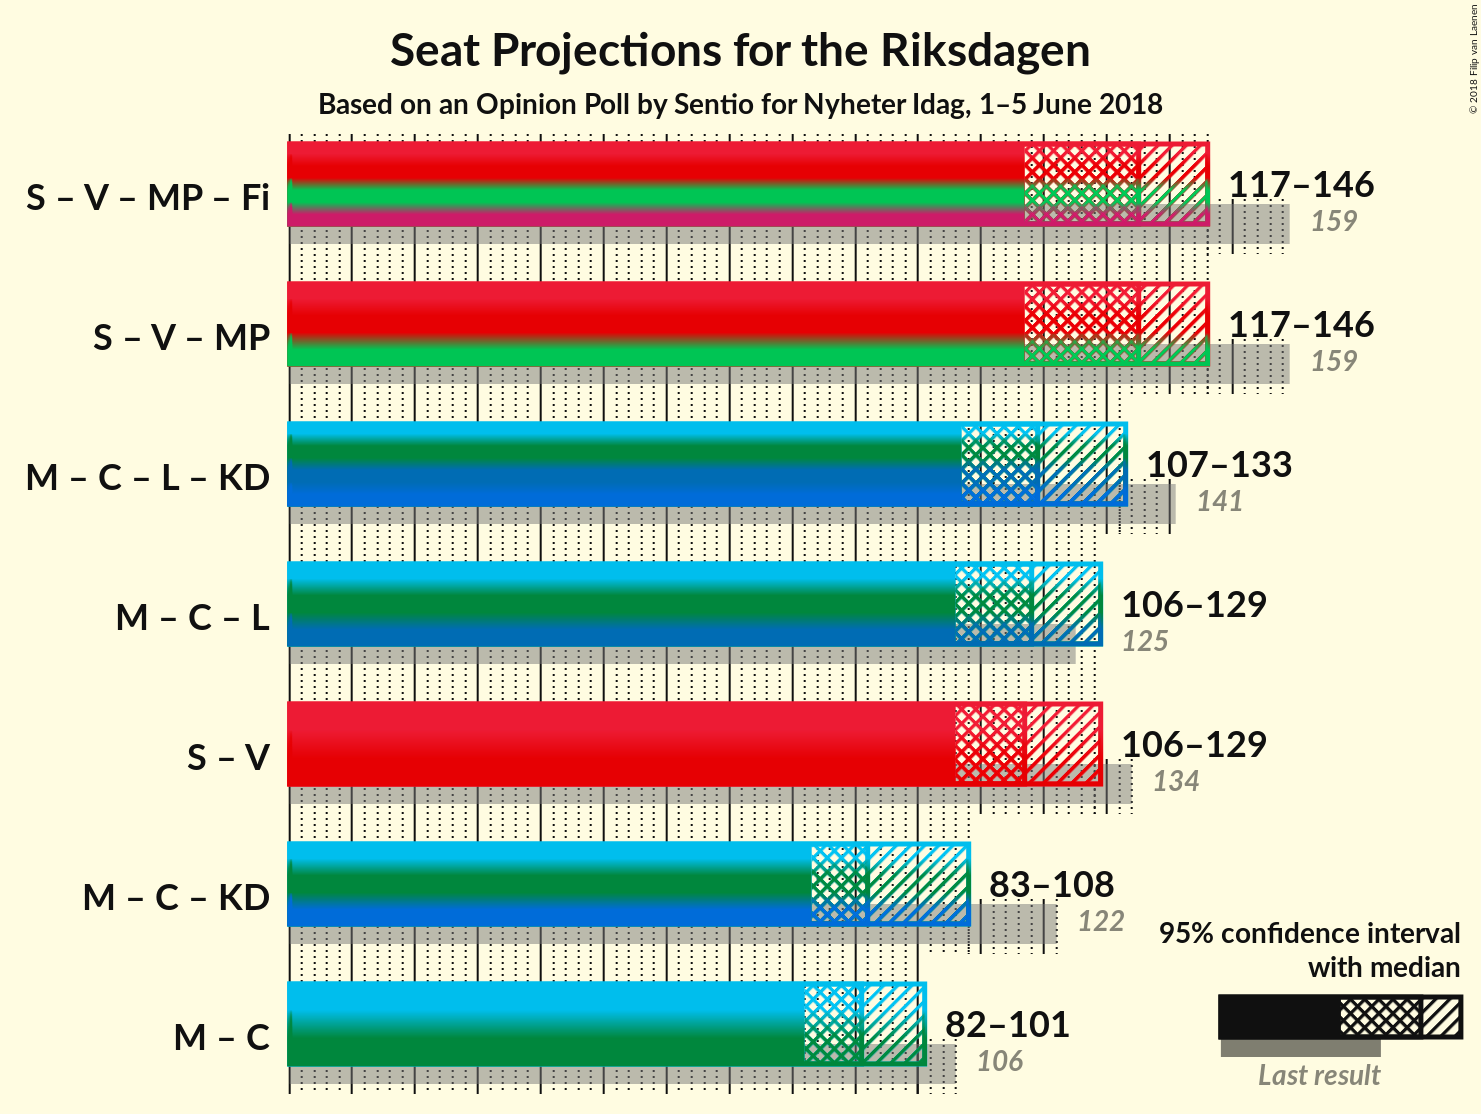 Seat Projections for the Riksdagen
Based on an Opinion Poll by Sentio for Nyheter Idag, 1–5 June 2018
© 2018 Filip van Laenen
S – V – MP – Fi
117–146
159
S – V – MP
117–146
159
M – C – L – KD
107–133
141
M – C – L
106–129
125
S – V
106–129
134
M – C – KD
83–108
122
M – C
82–101
106
95% confidence interval
with median
Last result